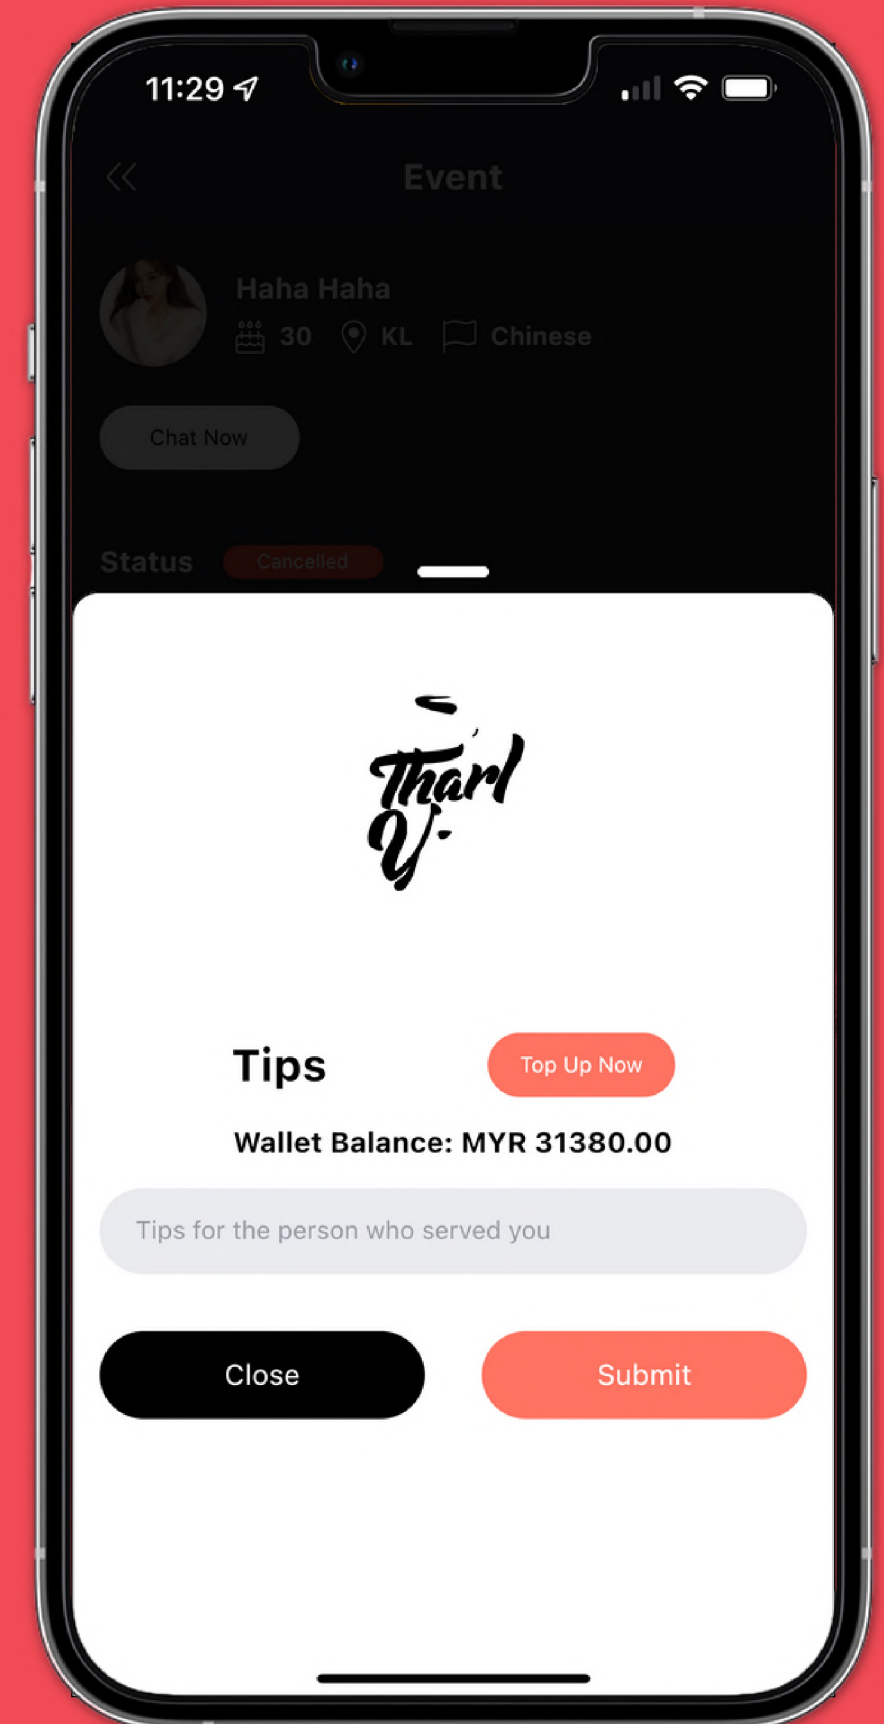 11:29
Event
Haha Haha
30 KL Chinese
Chat Now
Status Cancelled
Tips Top Up Now
Wallet Balance: MYR 31380.00
Tips for the person who served you
Close Submit